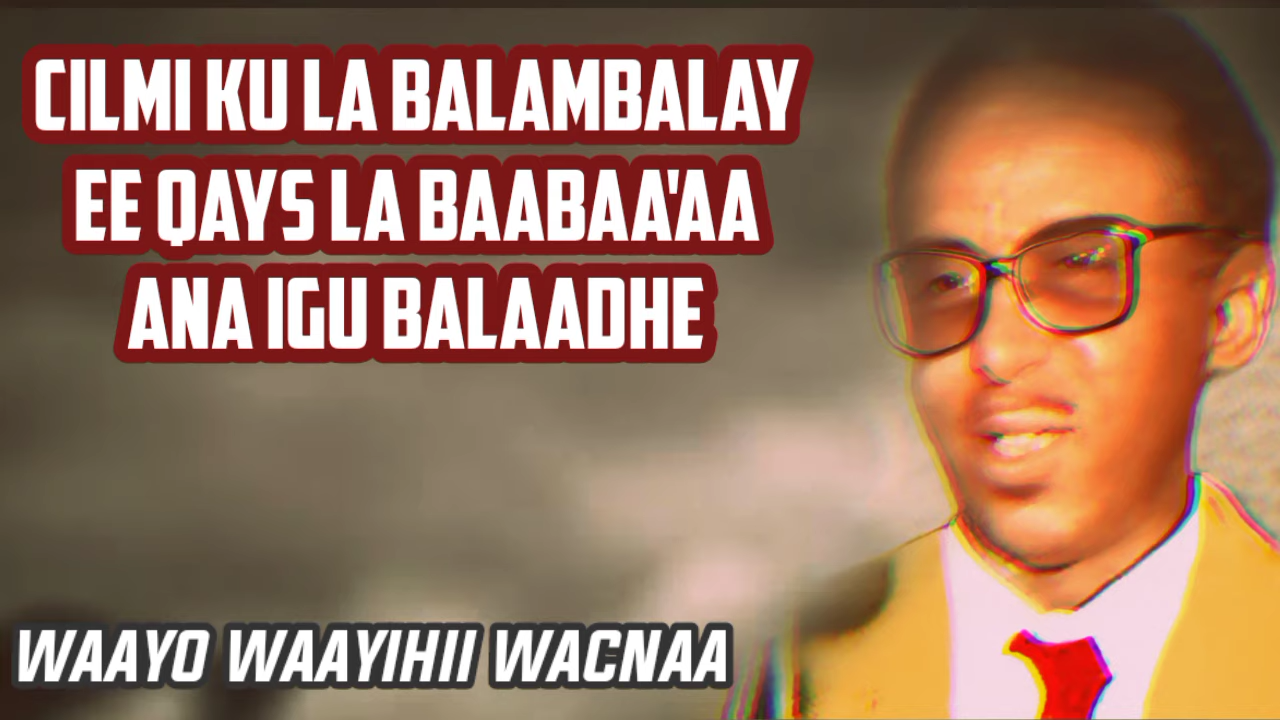 CILMI KU LA BALAMBALAY
EE QAYS LA BAABAA'AA
ANA IGU BALAADHE
WAAYO WAAYIHII WACNAA